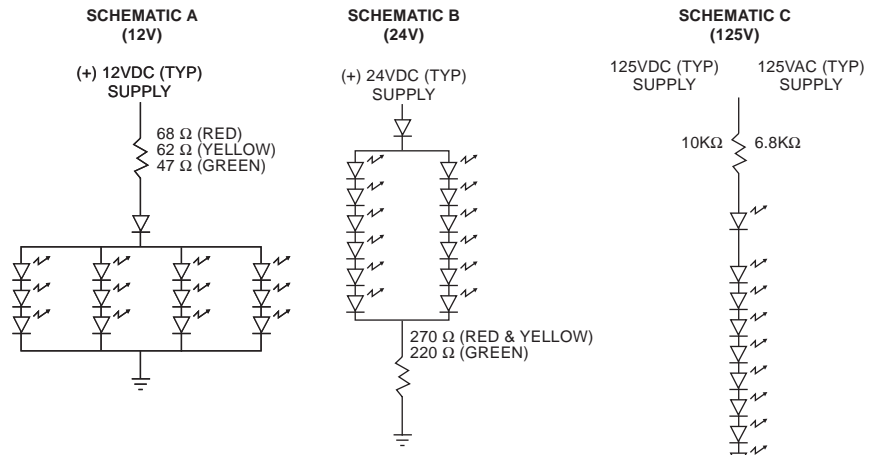 SCHEMATIC A
(12V)
(+) 12VDC (TYP)
SUPPLY
68 Ω (RED)
62 Ω (YELLOW)
47 Ω (GREEN)
SCHEMATIC B
(24V)
(+) 24VDC (TYP)
SUPPLY
270 Ω (RED & YELLOW)
220 Ω (GREEN)
SCHEMATIC C
(125V)
125VDC (TYP)
SUPPLY
125VAC (TYP)
SUPPLY
10KΩ
6.8KΩ